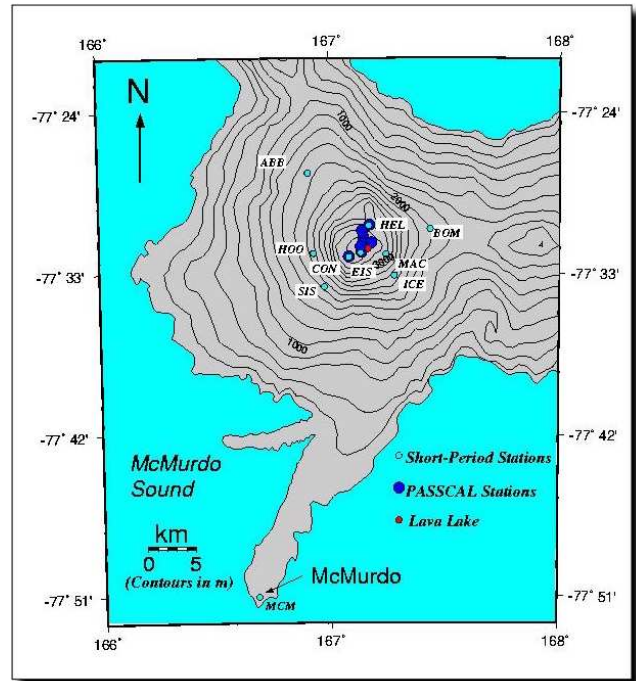 166˚ 167˚ 168˚
N
-77˚ 24' -77˚ 24'
1000
ABB
2000
HEL
BOM
HOO
MAC
CON EIS 3000
-77˚ 33' ICE -77˚ 33'
SIS
1000
-77˚ 42' -77˚ 42'
McMurdo
Sound
Short-Period Stations
PASSCAL Stations
Lava Lake
km
0 5
(Contours in m)
McMurdo
-77˚ 51' MCM -77˚ 51'
166˚ 167˚ 168˚